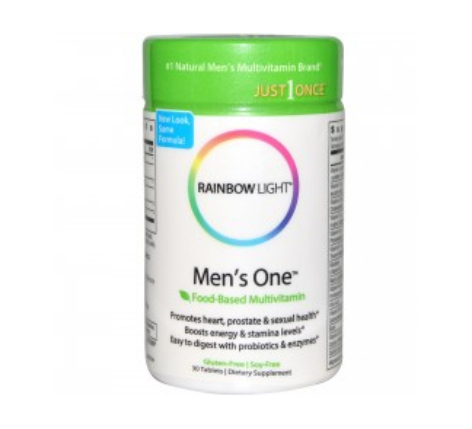 #1 Natural Men's Multivitamin Brand
JUST 1 ONCE
New Look,
Same
Formula!
RAINBOW LIGHT®
Men's One™
Food-Based Multivitamin
Promotes heart, prostate & sexual health*
Boosts energy & stamina levels*
Easy to digest with probiotics & enzymes*
Gluten-Free | Soy-Free
30 Tablets | Dietary Supplement